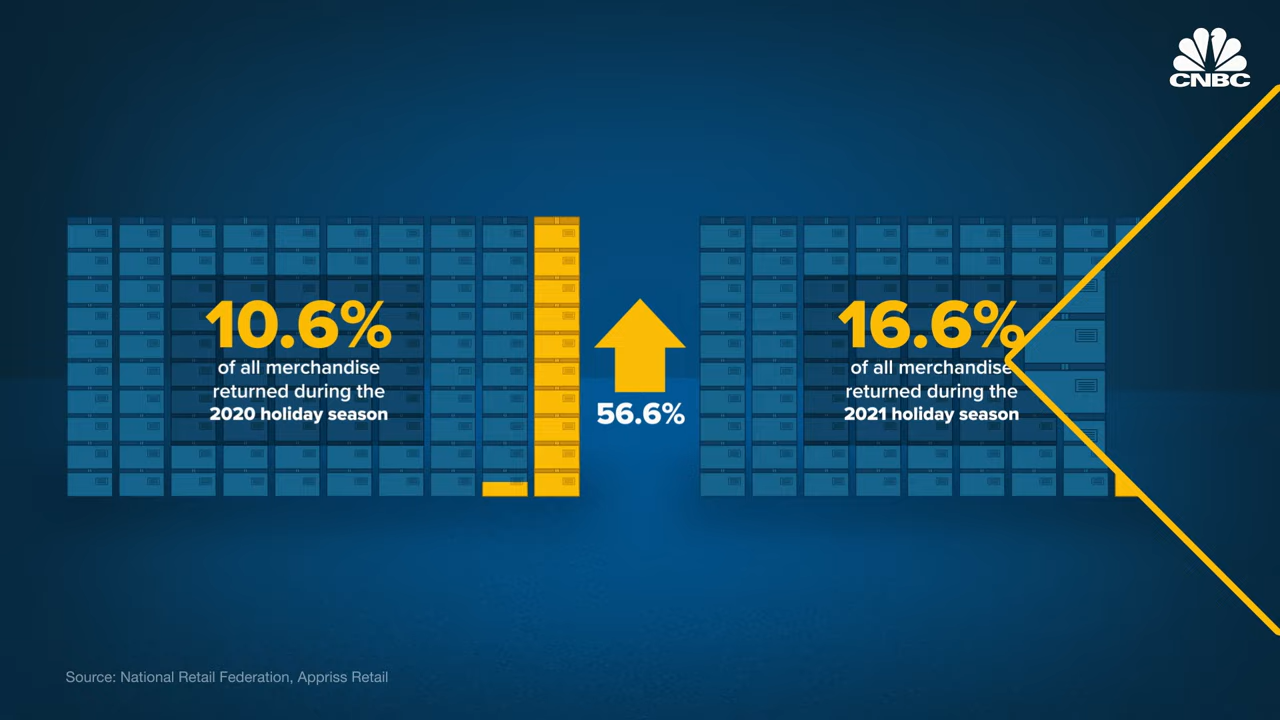 CNBC
10.6%
of all merchandise
returned during the
2020 holiday season
56.6%
16.6%
of all merchandise
returned during the
2021 holiday season
Source: National Retail Federation, Appriss Retail